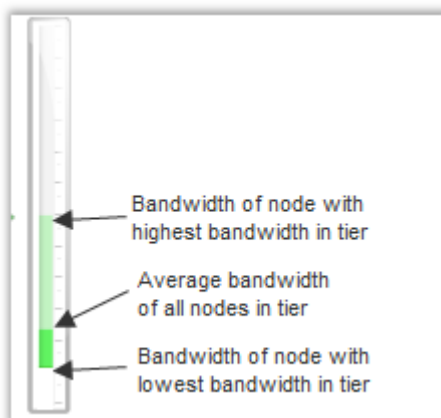 Bandwidth of node with
highest bandwidth in tier
Average bandwidth
of all nodes in tier
Bandwidth of node with
lowest bandwidth in tier